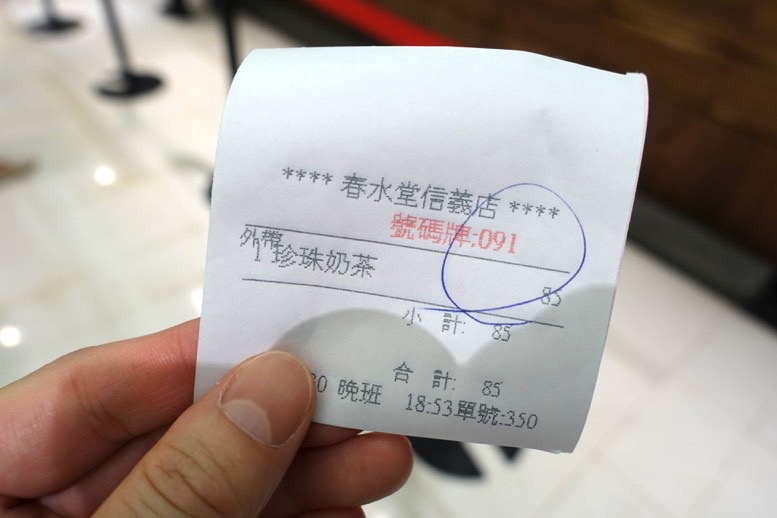 **** 春水堂信義店 ****
號碼牌:091
外帶
1 珍珠奶茶
85
小 計: 85
合 計: 85
晚班 18:53單號:350